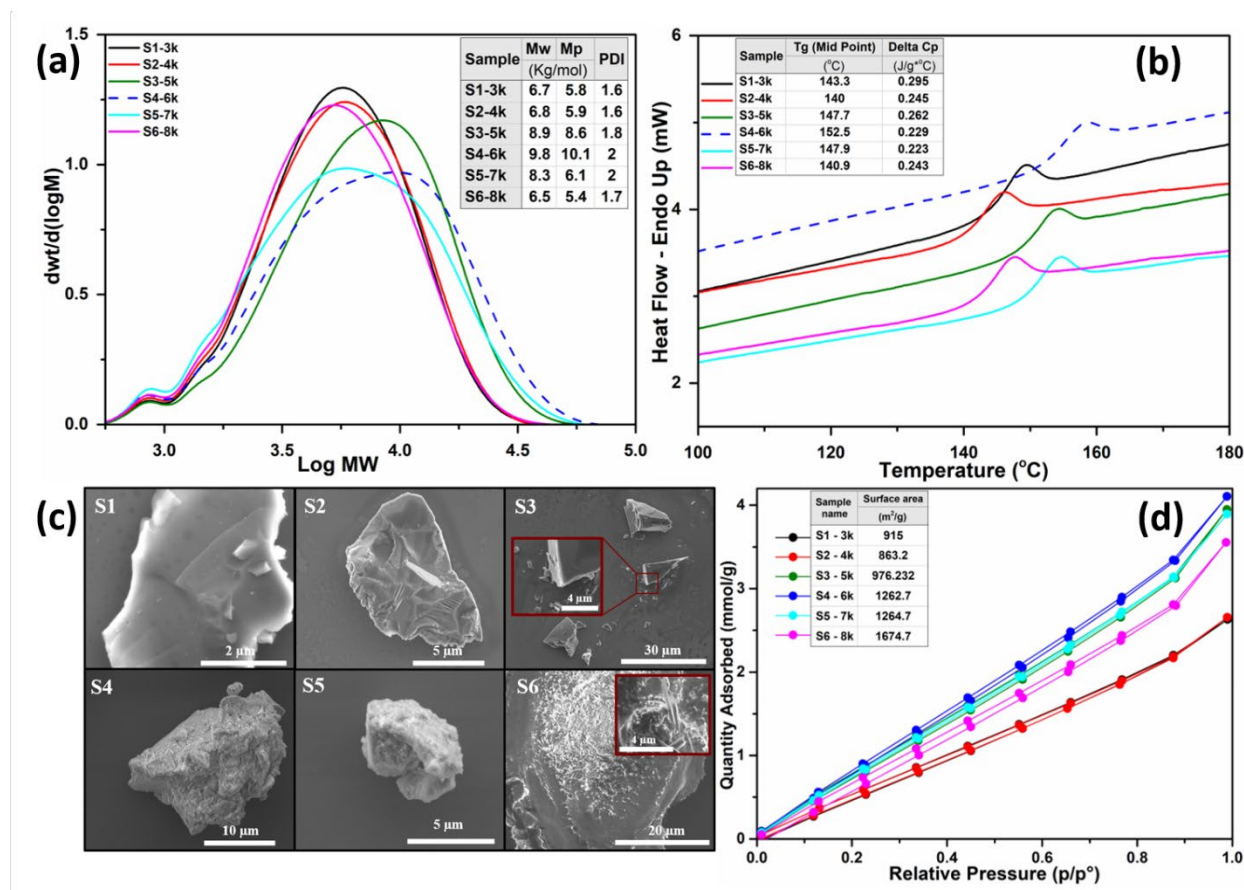 (a)
1.5
1.0
0.5
0.0
dwt/d(logM)
S1-3k
S2-4k
S3-5k
S4-6k
S5-7k
S6-8k
Sample Mw Mp PDI
(Kg/mol)
S1-3k 6.7 5.8 1.6
S2-4k 6.8 5.9 1.6
S3-5k 8.9 8.6 1.8
S4-6k 9.8 10.1 2
S5-7k 8.3 6.1 2
S6-8k 6.5 5.4 1.7
3.0 3.5 4.0 4.5 5.0
Log MW
(b)
6
4
2
Heat Flow - Endo Up (mW)
S1-3k
S2-4k
S3-5k
S4-6k
S5-7k
S6-8k
Sample Tg (Mid Point) Delta Cp
(°C) (J/g*°C)
143.3 0.295
140 0.245
147.7 0.262
152.5 0.229
147.9 0.223
140.9 0.243
100 120 140 160 180
Temperature (°C)
(c)
S1
2 µm
S2
5 µm
S3
4 µm
30 µm
S4
10 µm
S5
5 µm
S6
4 µm
20 µm
(d)
4
3
2
1
0
Quantity Adsorbed (mmol/g)
Sample name Surface area
(m²/g)
S1 - 3k 915
S2 - 4k 863.2
S3 - 5k 976.232
S4 - 6k 1262.7
S5 - 7k 1264.7
S6 - 8k 1674.7
0.0 0.2 0.4 0.6 0.8 1.0
Relative Pressure (p/p°)